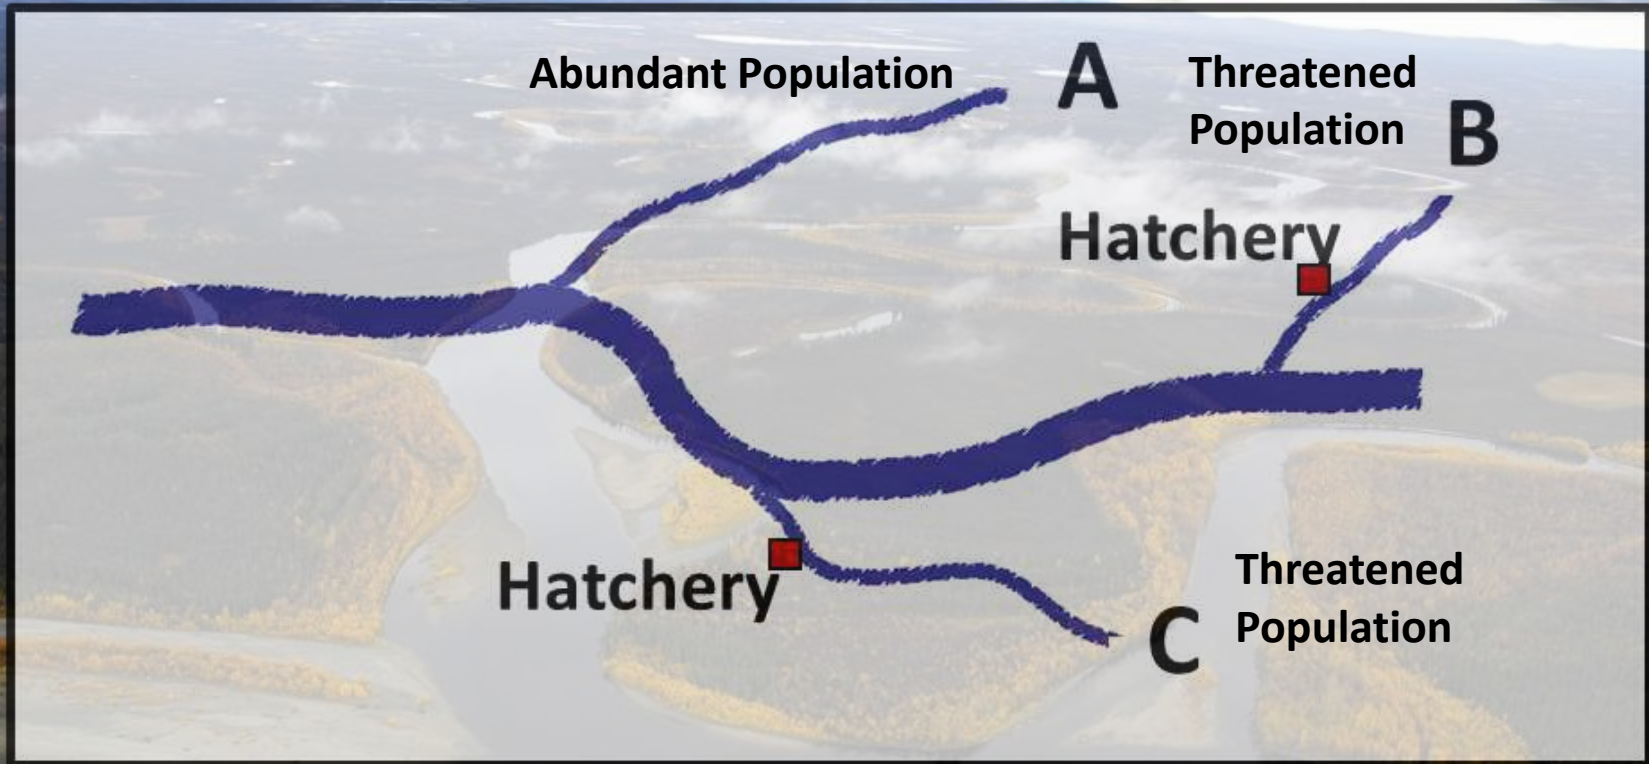 Abundant Population
A
Threatened
Population
B
Hatchery
Hatchery
Threatened
Population
C